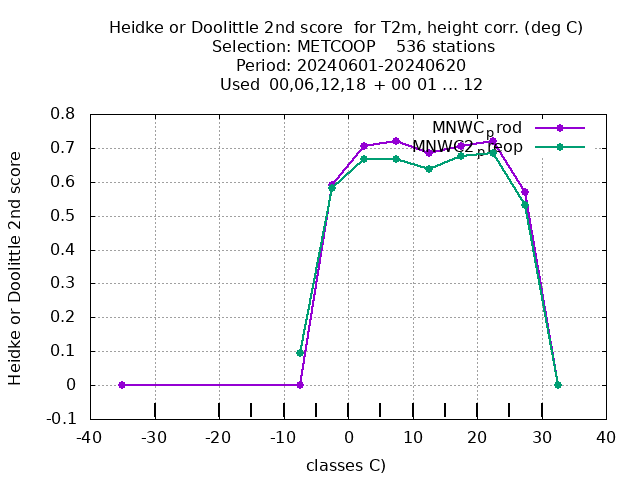 Heidke or Doolittle 2nd score  for T2m, height corr. (deg C)
Selection: METCOOP    536 stations
Period: 20240601-20240620
Used  00,06,12,18  + 00 01 ... 12
Heidke or Doolittle 2nd score
0.8
0.7
0.6
0.5
0.4
0.3
0.2
0.1
0
-0.1
MNWCprod
MNWC2preop
-40 -30 -20 -10 0 10 20 30 40
classes C)